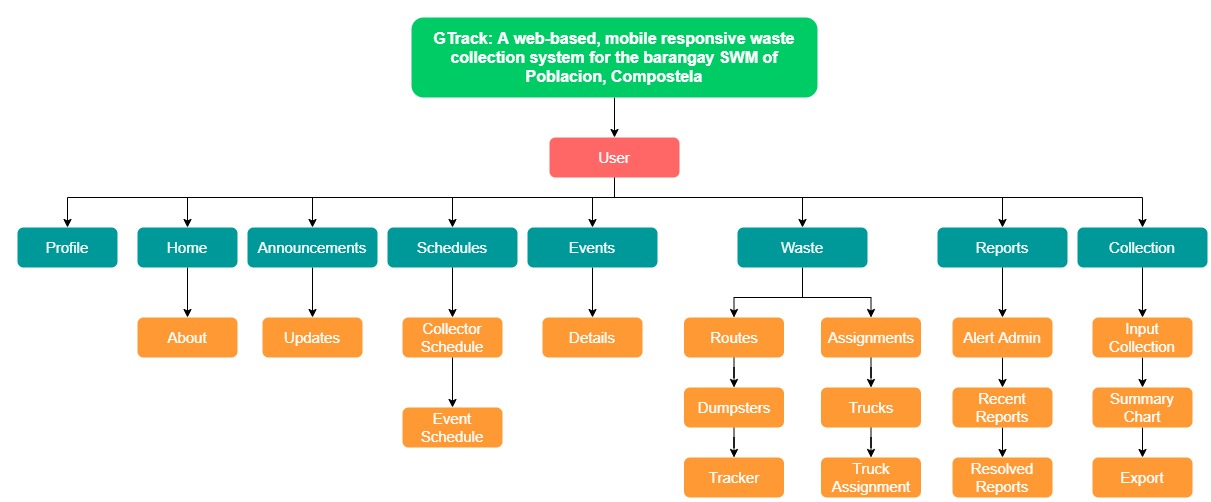 GTrack: A web-based, mobile responsive waste
collection system for the barangay SWM of
Poblacion, Compostela
User
Profile
Home
Announcements
Schedules
Events
Waste
Reports
Collection
About
Updates
Collector
Schedule
Details
Routes
Assignments
Alert Admin
Input
Collection
Dumpsters
Trucks
Recent
Reports
Summary
Chart
Event
Schedule
Tracker
Truck
Assignment
Resolved
Reports
Export